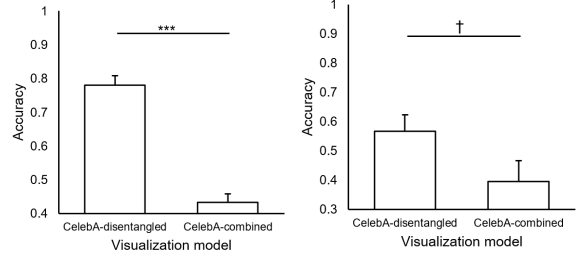 1
0.9
0.8
0.7
0.6
0.5
0.4
Accuracy
***
CelebA-disentangled CelebA-combined
Visualization model
1
0.9
0.8
0.7
0.6
0.5
0.4
0.3
Accuracy
†
CelebA-disentangled CelebA-combined
Visualization model